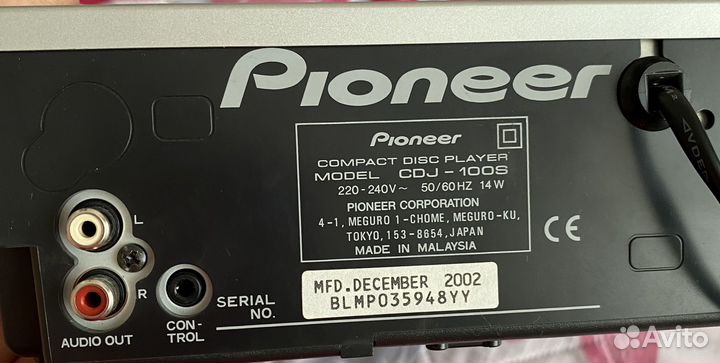 Pioneer
Pioneer
COMPACT DISC PLAYER
MODEL CDJ-100S
220-240V~ 50/60HZ 14W
PIONEER CORPORATION
4-1, MEGURO 1-CHOME, MEGURO-KU,
TOKYO, 153-8654, JAPAN
MADE IN MALAYSIA
CE
L
R
AUDIO OUT
CON-
TROL
SERIAL
NO.
MFD.DECEMBER 2002
BLMP035948YY
Avito